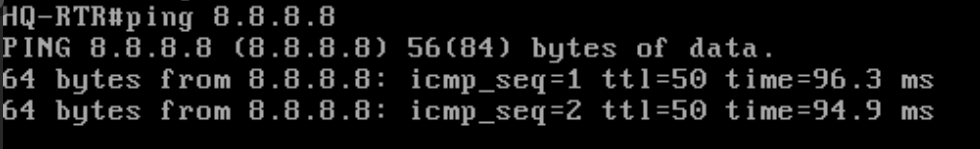 HQ-RTR#ping 8.8.8.8
PING 8.8.8.8 (8.8.8.8) 56(84) bytes of data.
64 bytes from 8.8.8.8: icmp_seq=1 ttl=50 time=96.3 ms
64 bytes from 8.8.8.8: icmp_seq=2 ttl=50 time=94.9 ms